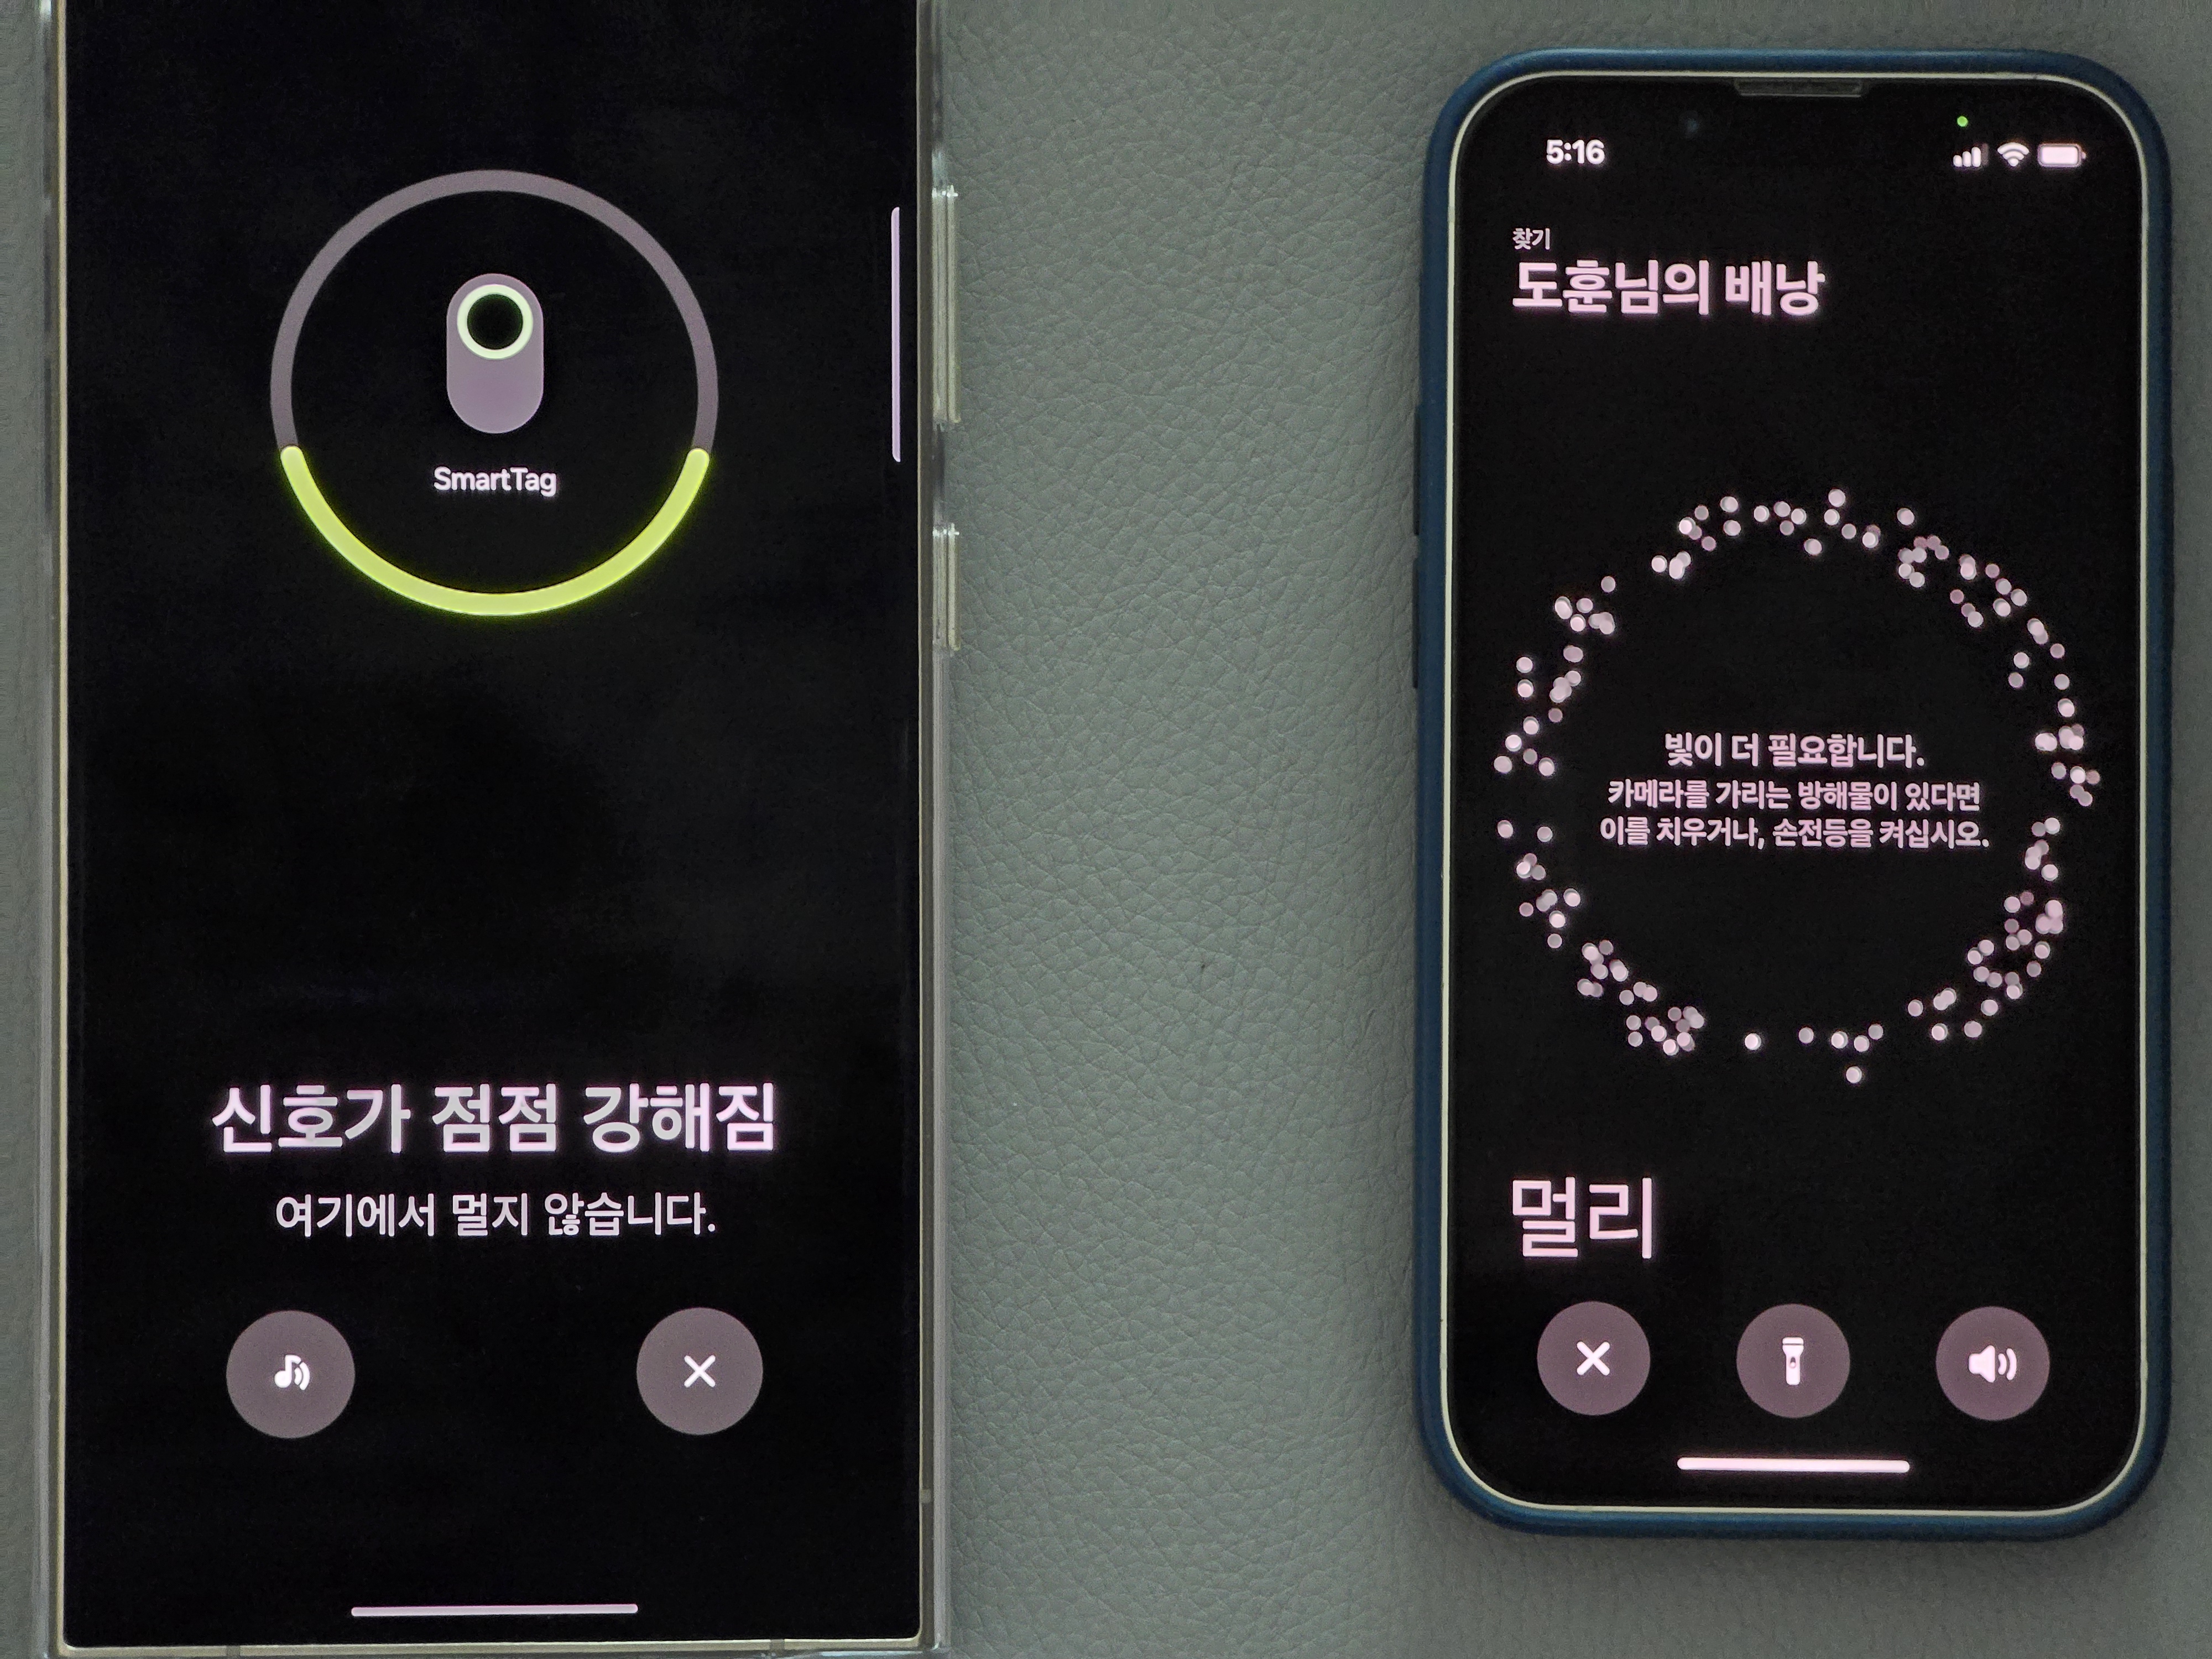 SmartTag
신호가 점점 강해짐
여기에서 멀지 않습니다.
5:16
찾기
도훈님의 배낭
빛이 더 필요합니다.
카메라를 가리는 방해물이 있다면
이를 치우거나, 손전등을 켜십시오.
멀리